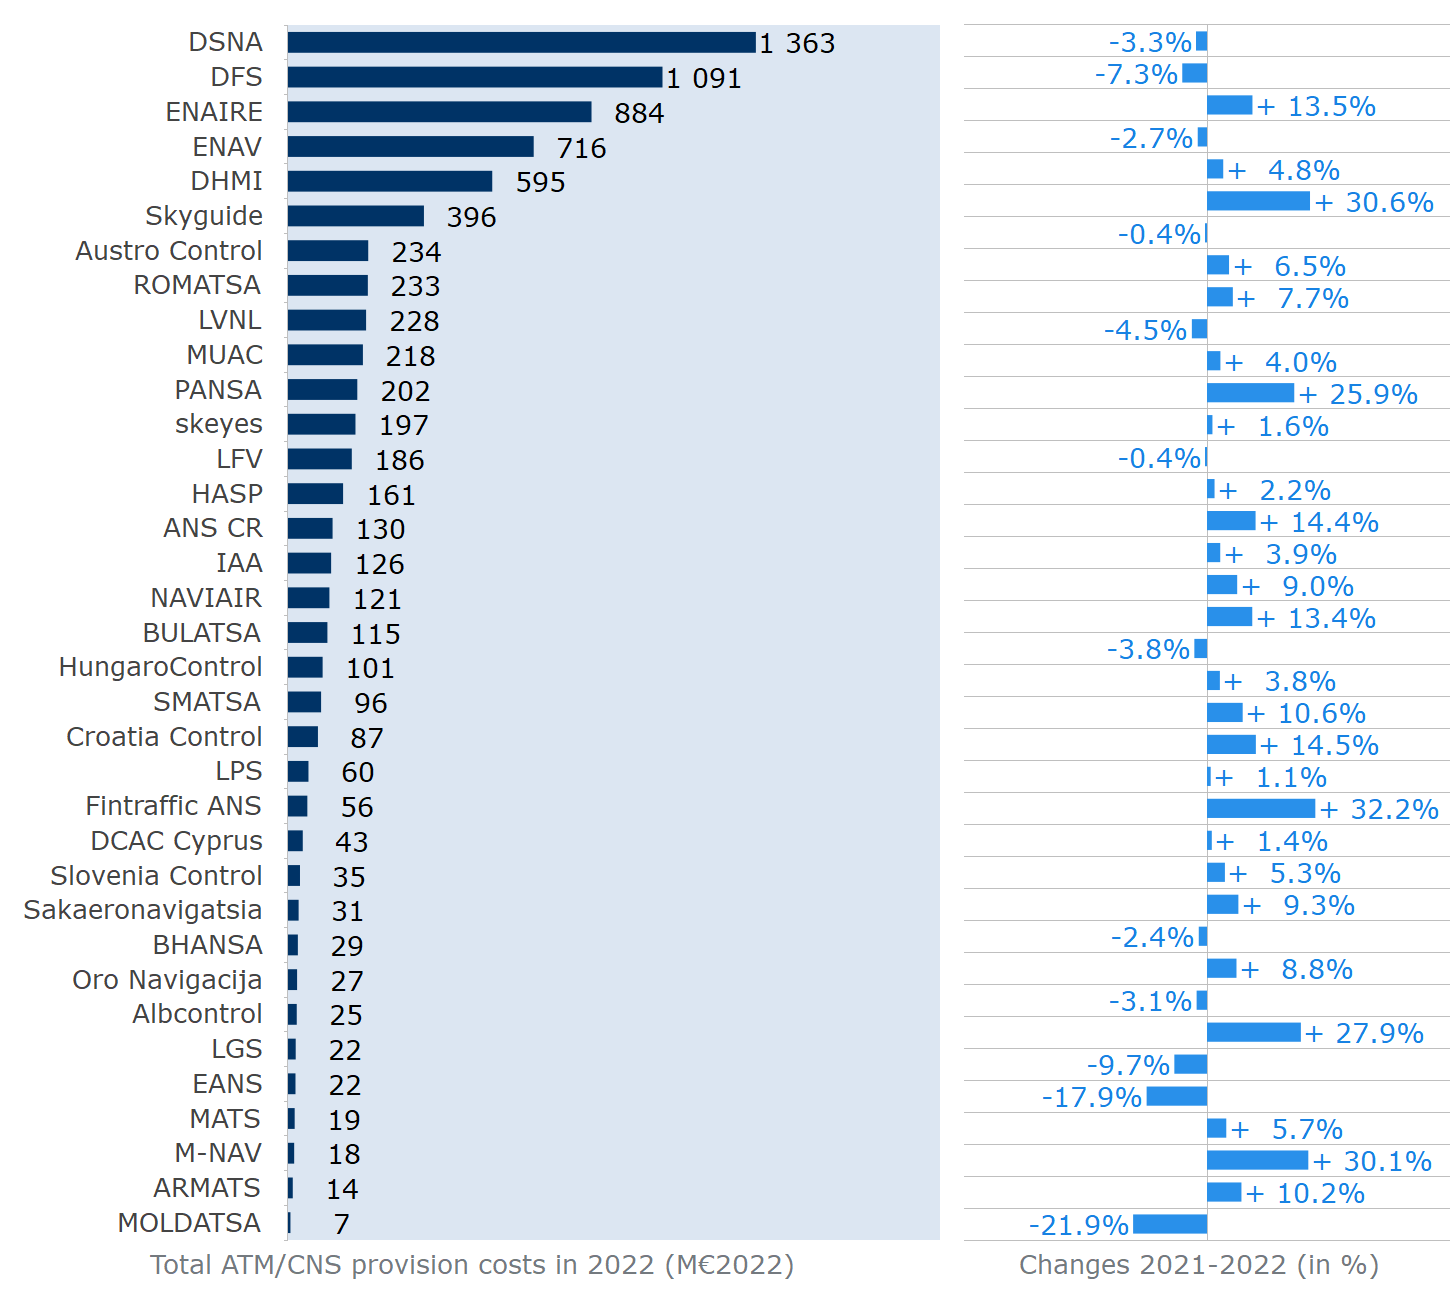 DSNA 1 363
DFS 1 091
ENAIRE 884
ENAV 716
DHMI 595
Skyguide 396
Austro Control 234
ROMATSA 233
LVNL 228
MUAC 218
PANSA 202
skeyes 197
LFV 186
HASP 161
ANS CR 130
IAA 126
NAVIAIR 121
BULATSA 115
HungaroControl 101
SMATSA 96
Croatia Control 87
LPS 60
Fintraffic ANS 56
DCAC Cyprus 43
Slovenia Control 35
Sakaeronavigatsia 31
BHANSA 29
Oro Navigacija 27
Albcontrol 25
LGS 22
EANS 22
MATS 19
M-NAV 18
ARMATS 14
MOLDATSA 7
Total ATM/CNS provision costs in 2022 (M€2022)
-3.3%
-7.3%
+ 13.5%
-2.7%
+ 4.8%
+ 30.6%
-0.4%
+ 6.5%
+ 7.7%
-4.5%
+ 4.0%
+ 25.9%
+ 1.6%
-0.4%
+ 2.2%
+ 14.4%
+ 3.9%
+ 9.0%
+ 13.4%
-3.8%
+ 3.8%
+ 10.6%
+ 14.5%
+ 1.1%
+ 32.2%
+ 1.4%
+ 5.3%
+ 9.3%
-2.4%
+ 8.8%
-3.1%
+ 27.9%
-9.7%
-17.9%
+ 5.7%
+ 30.1%
+ 10.2%
-21.9%
Changes 2021-2022 (in %)